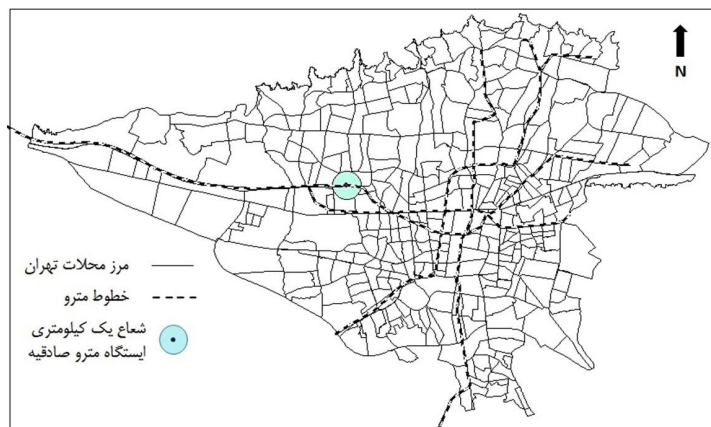 N
مرز محلات تهران
خطوط مترو
شعاع یک کیلومتری
ایستگاه مترو صادقیه